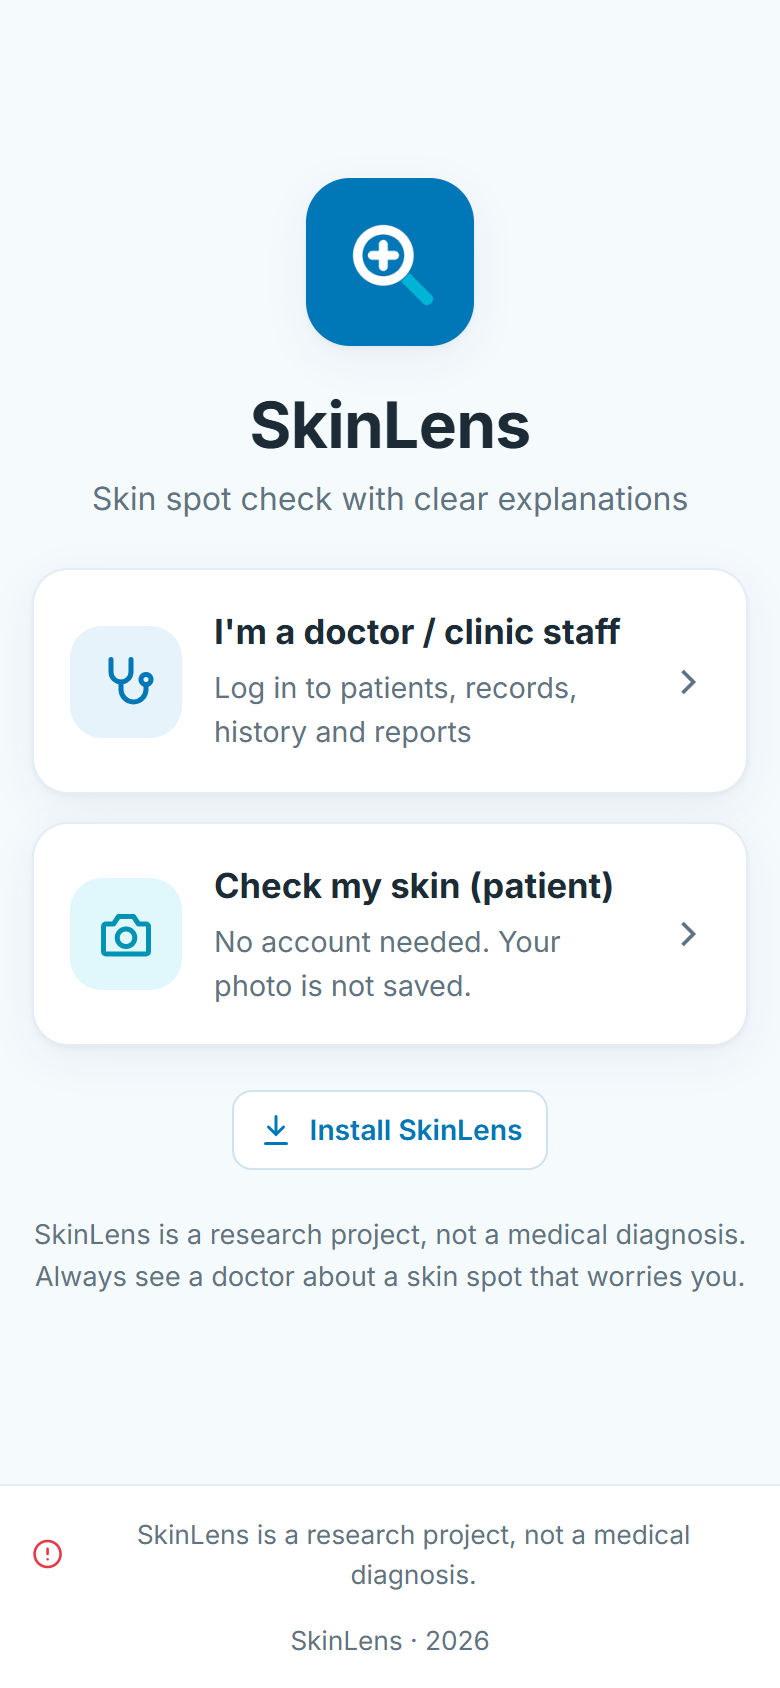 SkinLens
Skin spot check with clear explanations
I'm a doctor / clinic staff
Log in to patients, records,
history and reports
Check my skin (patient)
No account needed. Your
photo is not saved.
Install SkinLens
SkinLens is a research project, not a medical diagnosis.
Always see a doctor about a skin spot that worries you.
SkinLens is a research project, not a medical
diagnosis.
SkinLens · 2026